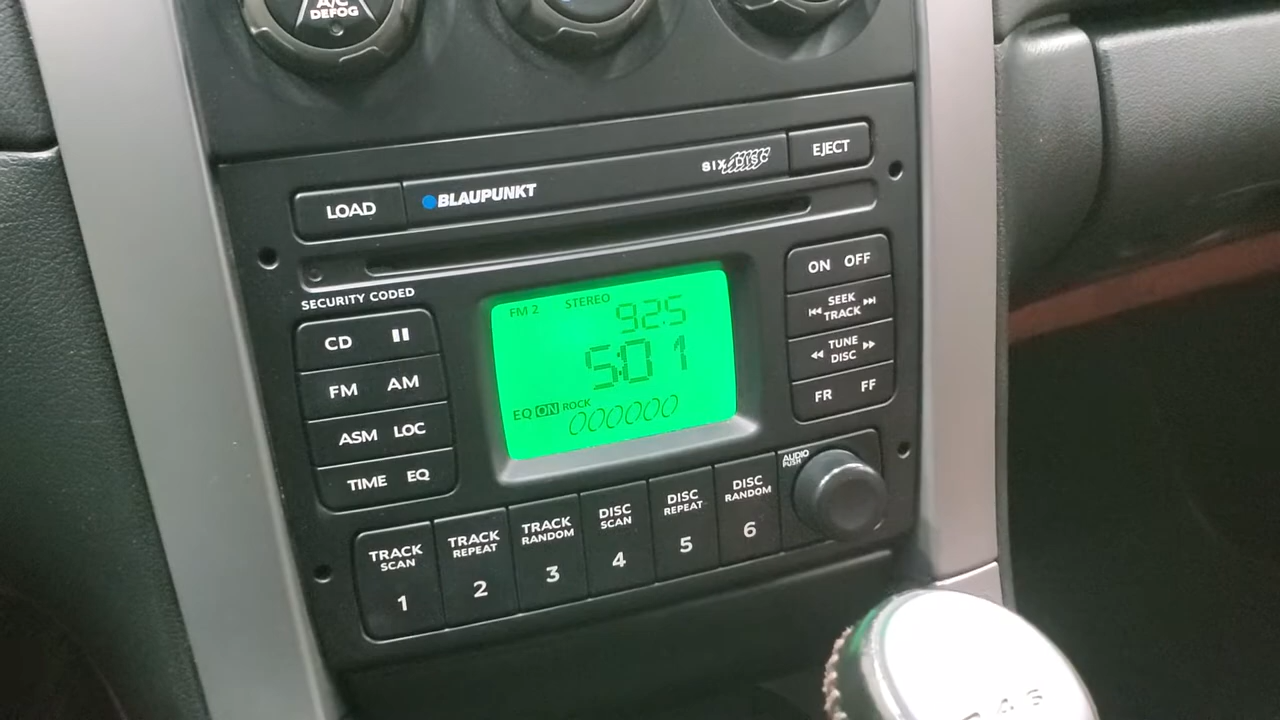 A/C
DEFOG
LOAD
BLAUPUNKT
SIX DISC
EJECT
SECURITY CODED
CD
FM AM
ASM LOC
TIME EQ
FM 2 STEREO
92.5
5:01
EQ ON ROCK
000000
ON OFF
SEEK
TRACK
TUNE
DISC
FR FF
AUDIO
PUSH
TRACK
SCAN
1
TRACK
REPEAT
2
TRACK
RANDOM
3
DISC
SCAN
4
DISC
REPEAT
5
DISC
RANDOM
6
4 6